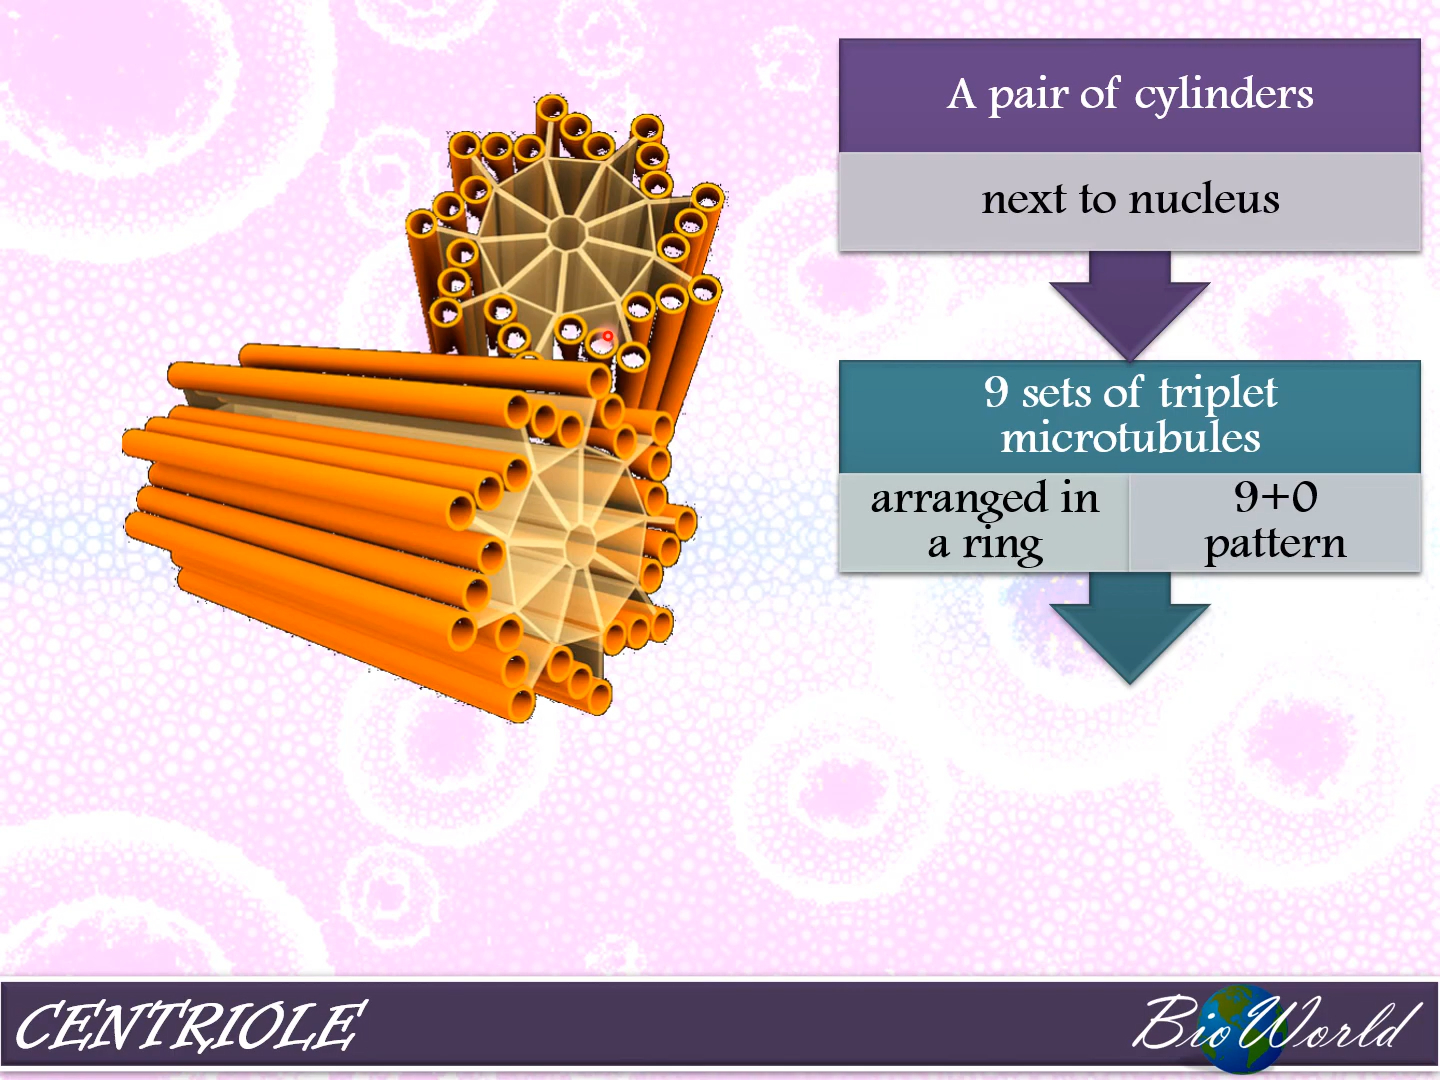 A pair of cylinders
next to nucleus
9 sets of triplet
microtubules
arranged in
a ring
9+0
pattern
CENTRIOLE
BioWorld